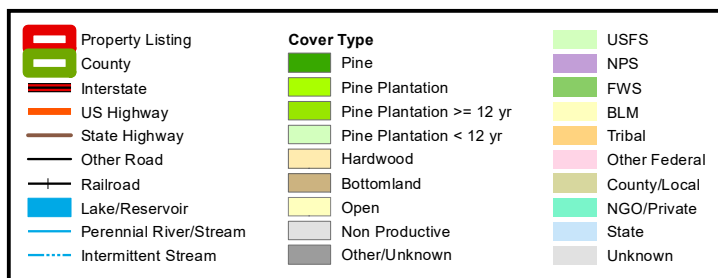 Property Listing
County
Interstate
US Highway
State Highway
Other Road
Railroad
Lake/Reservoir
Perennial River/Stream
Intermittent Stream
Cover Type
Pine
Pine Plantation
Pine Plantation >= 12 yr
Pine Plantation < 12 yr
Hardwood
Bottomland
Open
Non Productive
Other/Unknown
USFS
NPS
FWS
BLM
Tribal
Other Federal
County/Local
NGO/Private
State
Unknown